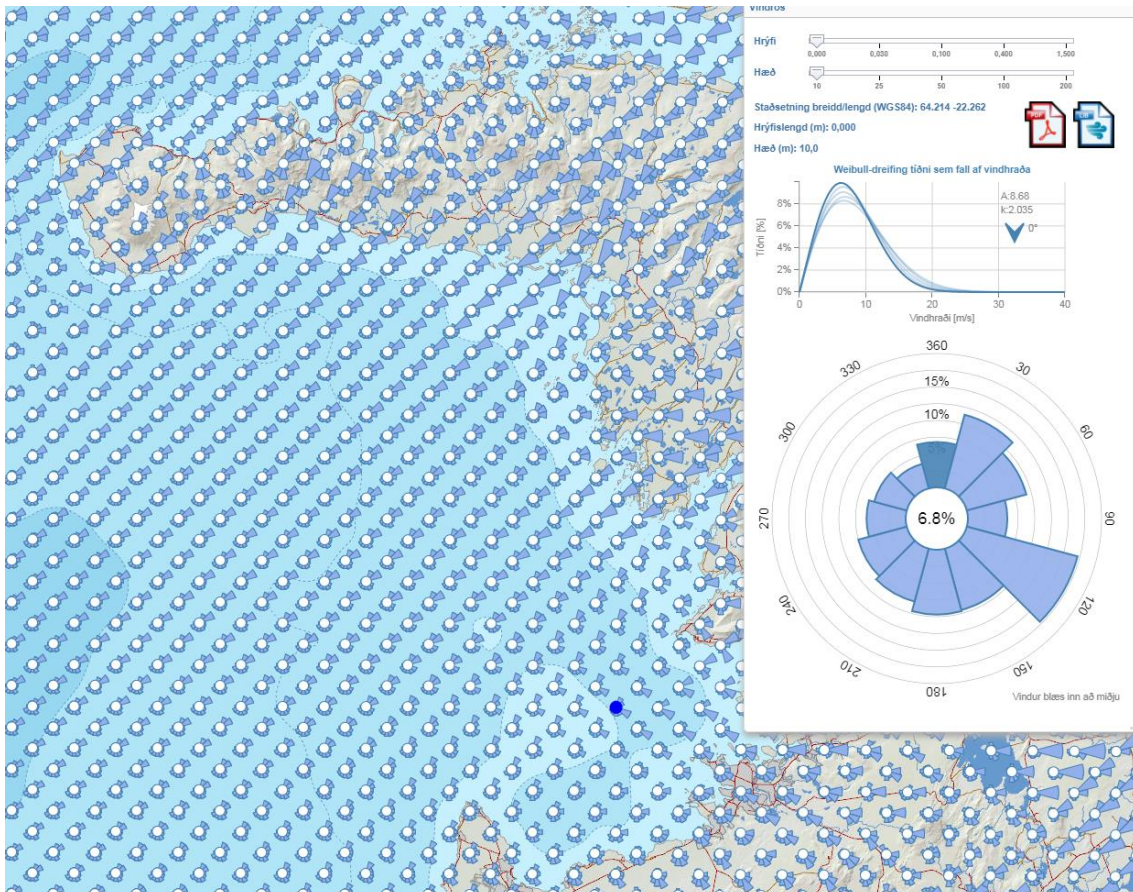 Vindrós
Hrýfi
0,000 0,030 0,100 0,400 1,500
Hæð
10 25 50 100 200
Staðsetning breidd/lengd (WGS84): 64.214 -22.262
Hrýfislengd (m): 0,000
Hæð (m): 10,0
PDF
LIB
Weibull-dreifing tíðni sem fall af vindhraða
A:8.68
k:2.035
0°
8%
6%
4%
2%
0%
Tíðni [%]
0 10 20 30 40
Vindhraði [m/s]
360
330 30
15%
10%
5%
300 60
270 6.8% 90
240 120
210 150
180
Vindur blæs inn að miðju